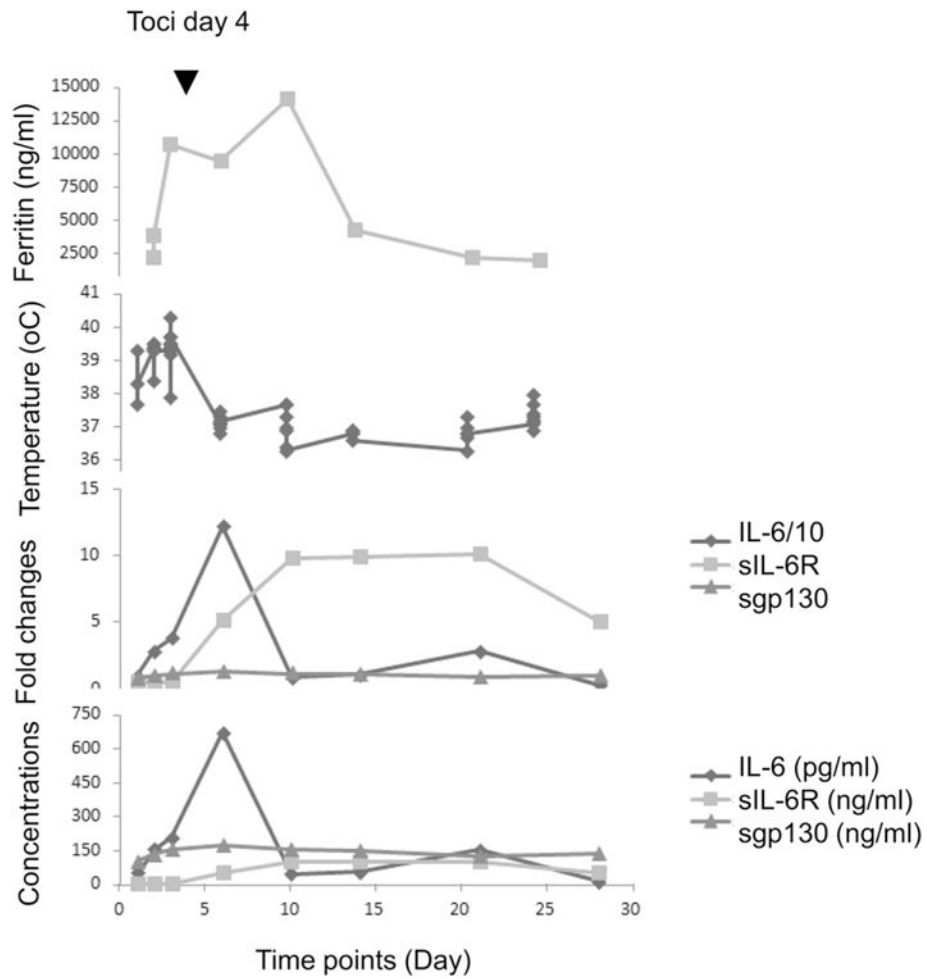 Toci day 4
Ferritin (ng/ml)
15000
12500
10000
7500
5000
2500
Temperature (oC)
41
40
39
38
37
36
Fold changes
15
10
5
0
IL-6/10
sIL-6R
sgp130
Concentrations
750
600
450
300
150
0
IL-6 (pg/ml)
sIL-6R (ng/ml)
sgp130 (ng/ml)
0 5 10 15 20 25 30
Time points (Day)